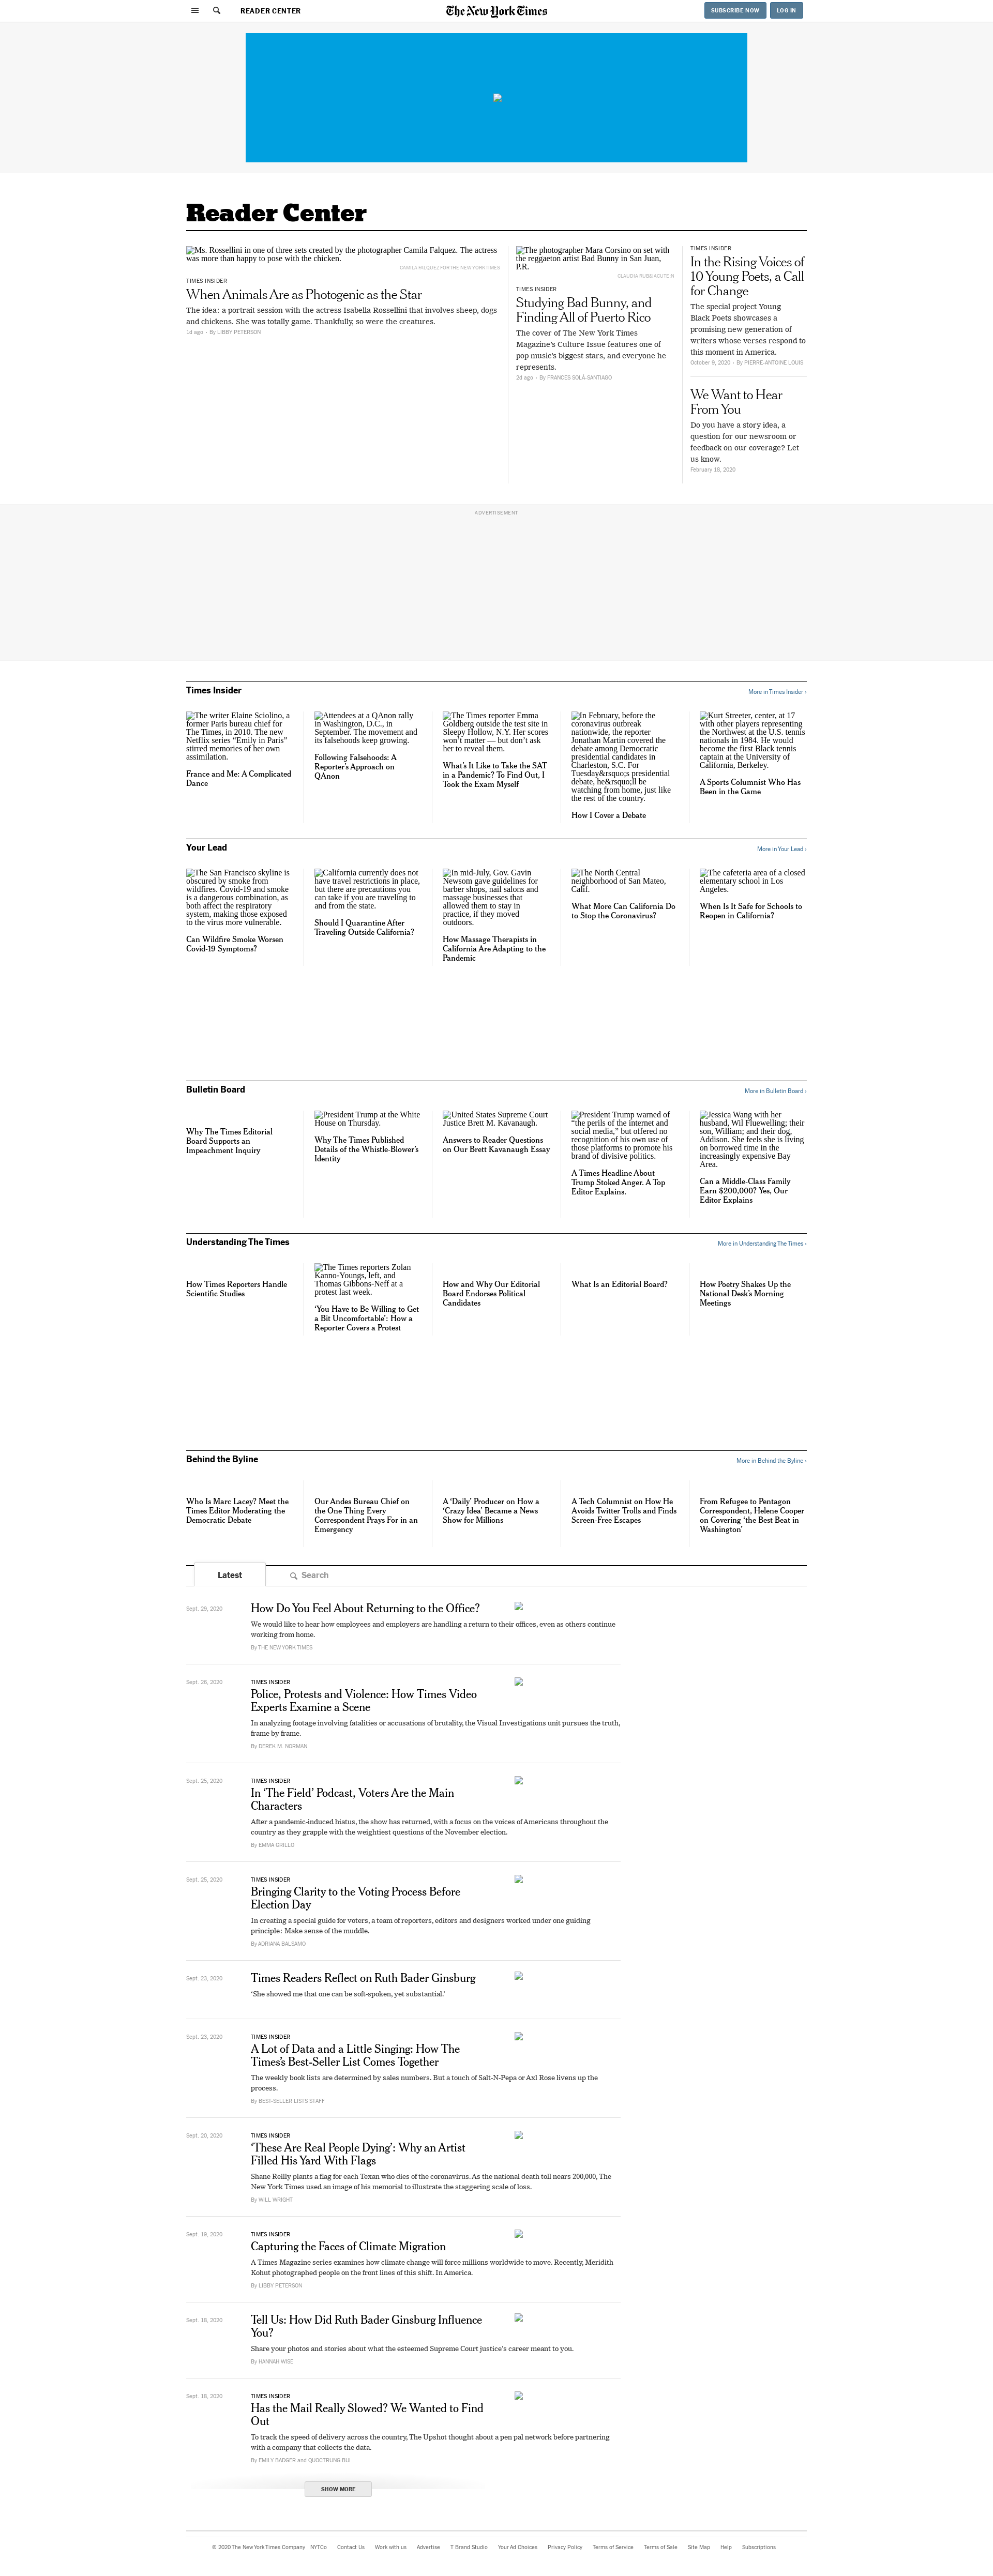 READER CENTER
The New York Times
SUBSCRIBE NOW
LOG IN
Reader Center
Ms. Rossellini in one of three sets created by the photographer Camila Falquez. The actress
was more than happy to pose with the chicken.
CAMILA FALQUEZ FOR THE NEW YORK TIMES
TIMES INSIDER
When Animals Are as Photogenic as the Star
The idea: a portrait session with the actress Isabella Rossellini that involves sheep, dogs
and chickens. She was totally game. Thankfully, so were the creatures.
1d ago • By LIBBY PETERSON
The photographer Mara Corsino on set with
the reggaeton artist Bad Bunny in San Juan,
P.R.
TIMES INSIDER
Studying Bad Bunny, and
Finding All of Puerto Rico
The cover of The New York Times
Magazine's Culture Issue features one of
pop music's biggest stars, and everyone he
represents.
2d ago • By FRANCES SOLÁ-SANTIAGO
TIMES INSIDER
In the Rising Voices of
10 Young Poets, a Call
for Change
The special project Young
Black Poets showcases a
promising new generation of
writers whose verses respond to
this moment in America.
October 9, 2020 • By PIERRE-ANTOINE LOUIS
We Want to Hear
From You
Do you have a story idea, a
question for our newsroom or
feedback on our coverage? Let
us know.
February 18, 2020
ADVERTISEMENT
Times Insider
More in Times Insider ›
The writer Elaine Sciolino, a
former Paris bureau chief for
The Times, in 2010. The new
Netflix series “Emily in Paris”
stirred memories of her own
assimilation.
France and Me: A Complicated
Dance
Attendees at a QAnon rally
in Washington, D.C., in
September. The movement and
its falsehoods keep growing.
Following Falsehoods: A
Reporter’s Approach on
QAnon
The Times reporter Emma
Goldberg outside the test site in
Sleepy Hollow, N.Y. Her scores
won’t matter — but don’t ask
her to reveal them.
What’s It Like to Take the SAT
in a Pandemic? To Find Out, I
Took the Exam Myself
In February, before the
coronavirus outbreak
nationwide, the reporter
Jonathan Martin covered the
debate among Democratic
presidential candidates in
Charleston, S.C. For
Tuesday&rsquo;s presidential
debate, he&rsquo;ll be
watching from home, just like
the rest of the country.
How I Cover a Debate
Kurt Streeter, center, at 17
with other players representing
the Northwest at the U.S. tennis
nationals in 1984. He would
become the first Black tennis
captain at the University of
California, Berkeley.
A Sports Columnist Who Has
Been in the Game
Your Lead
More in Your Lead ›
The San Francisco skyline is
obscured by smoke from
wildfires. Covid-19 and smoke
is a dangerous combination, as
both affect the respiratory
system, making those exposed
to the virus more vulnerable.
Can Wildfire Smoke Worsen
Covid-19 Symptoms?
California currently does not
have travel restrictions in place,
but there are precautions you
can take if you are traveling to
and from the state.
Should I Quarantine After
Traveling Outside California?
In mid-July, Gov. Gavin
Newsom gave guidelines for
barber shops, nail salons and
massage businesses that
allowed them to stay in
practice, if they moved
outdoors.
How Massage Therapists in
California Are Adapting to the
Pandemic
The North Central
neighborhood of San Mateo,
Calif.
What More Can California Do
to Stop the Coronavirus?
The cafeteria area of a closed
elementary school in Los
Angeles.
When Is It Safe for Schools to
Reopen in California?
Bulletin Board
More in Bulletin Board ›
Why The Times Editorial
Board Supports an
Impeachment Inquiry
President Trump at the White
House on Thursday.
Why The Times Published
Details of the Whistle-Blower’s
Identity
United States Supreme Court
Justice Brett M. Kavanaugh.
Answers to Reader Questions
on Our Brett Kavanaugh Essay
President Trump warned of
“the perils of the internet and
social media,” but offered no
recognition of his own use of
those platforms to promote his
brand of divisive politics.
A Times Headline About
Trump Stoked Anger. A Top
Editor Explains.
Jessica Wang with her
husband, Wil Fluewelling; their
son, William; and their dog,
Addison. She feels she is living
on borrowed time in the
increasingly expensive Bay
Area.
Can a Middle-Class Family
Earn $200,000? Yes, Our
Editor Explains
Understanding The Times
More in Understanding The Times ›
How Times Reporters Handle
Scientific Studies
The Times reporters Zolan
Kanno-Youngs, left, and
Thomas Gibbons-Neff at a
protest last week.
‘You Have to Be Willing to Get
a Bit Uncomfortable’: How a
Reporter Covers a Protest
How and Why Our Editorial
Board Endorses Political
Candidates
What Is an Editorial Board?
How Poetry Shakes Up the
National Desk’s Morning
Meetings
Behind the Byline
More in Behind the Byline ›
Who Is Marc Lacey? Meet the
Times Editor Moderating the
Democratic Debate
Our Andes Bureau Chief on
the One Thing Every
Correspondent Prays For in an
Emergency
A ‘Daily’ Producer on How a
‘Crazy Idea’ Became a News
Show for Millions
A Tech Columnist on How He
Avoids Twitter Trolls and Finds
Screen-Free Escapes
From Refugee to Pentagon
Correspondent, Helene Cooper
on Covering ‘the Best Beat in
Washington’
Latest
Search
Sept. 29, 2020
How Do You Feel About Returning to the Office?
We would like to hear how employees and employers are handling a return to their offices, even as others continue
working from home.
By THE NEW YORK TIMES
Sept. 26, 2020
TIMES INSIDER
Police, Protests and Violence: How Times Video
Experts Examine a Scene
In analyzing footage involving fatalities or accusations of brutality, the Visual Investigations unit pursues the truth,
frame by frame.
By DEREK M. NORMAN
Sept. 25, 2020
TIMES INSIDER
In ‘The Field’ Podcast, Voters Are the Main
Characters
After a pandemic-induced hiatus, the show has returned, with a focus on the voices of Americans throughout the
country as they grapple with the weightiest questions of the November election.
By EMMA GRILLO
Sept. 25, 2020
TIMES INSIDER
Bringing Clarity to the Voting Process Before
Election Day
In creating a special guide for voters, a team of reporters, editors and designers worked under one guiding
principle: Make sense of the muddle.
By ADRIANA BALSAMO
Sept. 23, 2020
Times Readers Reflect on Ruth Bader Ginsburg
‘She showed me that one can be soft-spoken, yet substantial.’
Sept. 23, 2020
TIMES INSIDER
A Lot of Data and a Little Singing: How The
Times’s Best-Seller List Comes Together
The weekly book lists are determined by sales numbers. But a touch of Salt-N-Pepa or Axl Rose livens up the
process.
By BEST-SELLER LISTS STAFF
Sept. 20, 2020
TIMES INSIDER
‘These Are Real People Dying’: Why an Artist
Filled His Yard With Flags
Shane Reilly plants a flag for each Texan who dies of the coronavirus. As the national death toll nears 200,000, The
New York Times used an image of his memorial to illustrate the staggering scale of loss.
By WILL WRIGHT
Sept. 19, 2020
TIMES INSIDER
Capturing the Faces of Climate Migration
A Times Magazine series examines how climate change will force millions worldwide to move. Recently, Meridith
Kohut photographed people on the front lines of this shift. In America.
By LIBBY PETERSON
Sept. 18, 2020
Tell Us: How Did Ruth Bader Ginsburg Influence
You?
Share your photos and stories about what the esteemed Supreme Court justice’s career meant to you.
By HANNAH WISE
Sept. 18, 2020
TIMES INSIDER
Has the Mail Really Slowed? We Wanted to Find
Out
To track the speed of delivery across the country, The Upshot thought about a pen pal network before partnering
with a company that collects the data.
By EMILY BADGER and QUOCTRUNG BUI
SHOW MORE
© 2020 The New York Times Company NYTCo Contact Us Work with us Advertise T Brand Studio Your Ad Choices Privacy Policy Terms of Service Terms of Sale Site Map Help Subscriptions